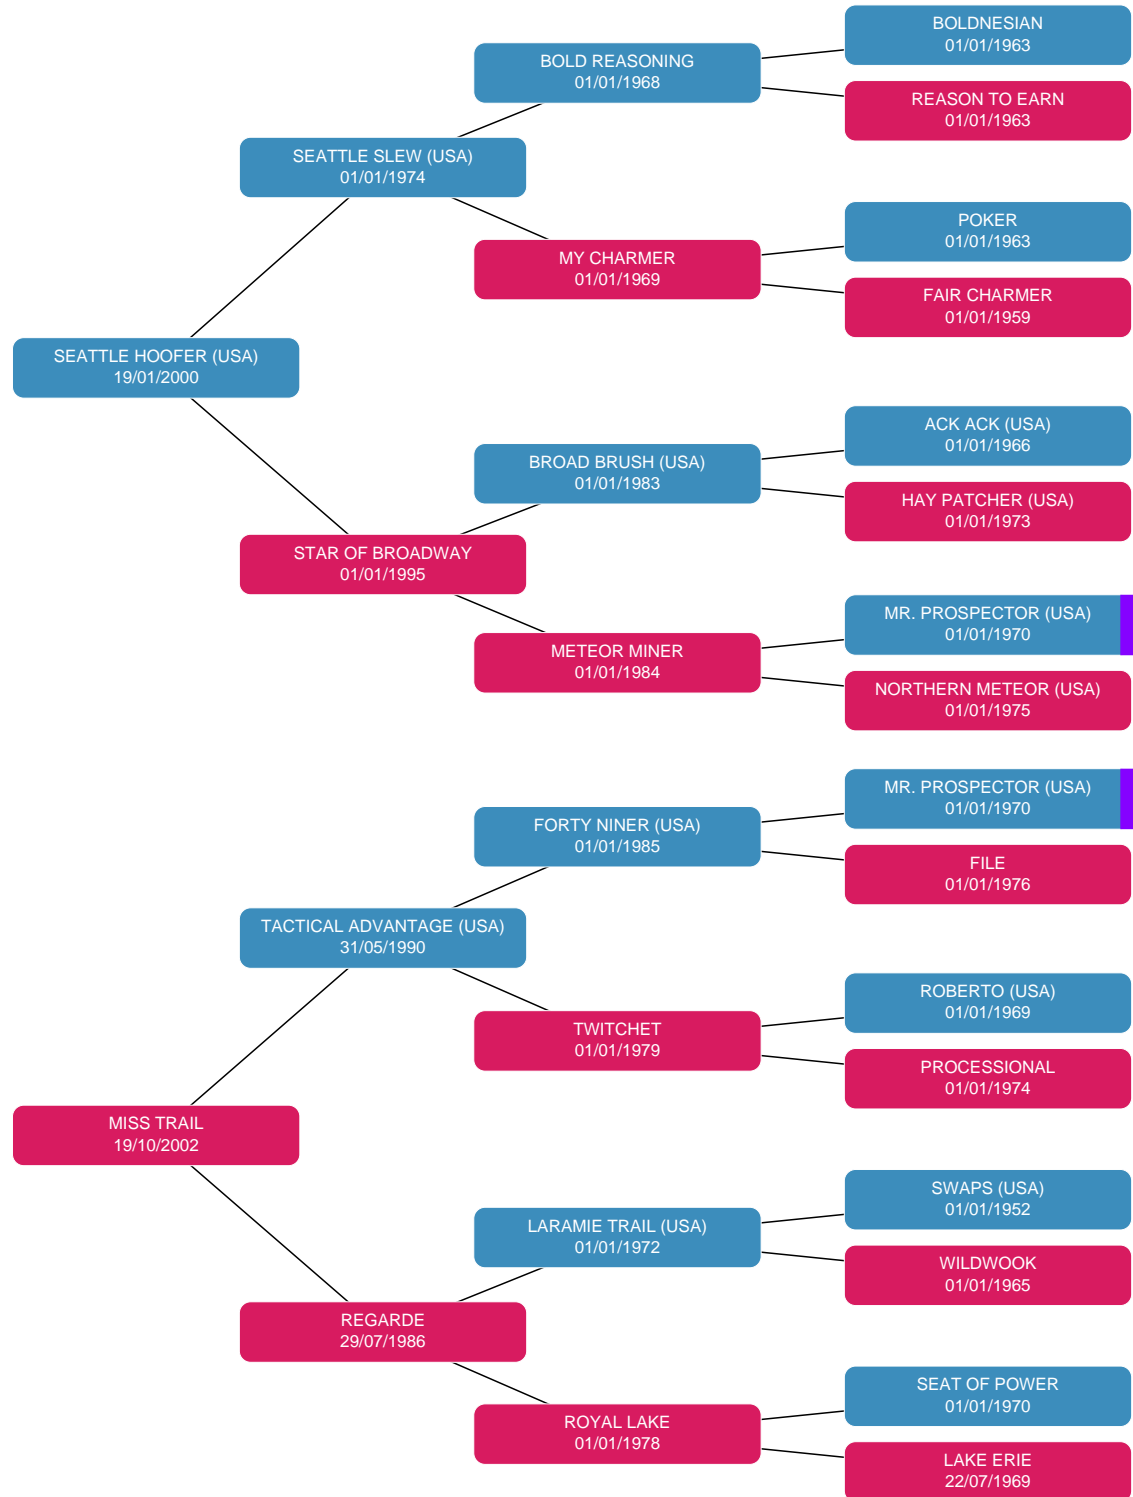 BOLDNESIAN
01/01/1963
BOLD REASONING
01/01/1968
REASON TO EARN
01/01/1963
SEATTLE SLEW (USA)
01/01/1974
POKER
01/01/1963
MY CHARMER
01/01/1969
FAIR CHARMER
01/01/1959
SEATTLE HOOFER (USA)
19/01/2000
ACK ACK (USA)
01/01/1966
BROAD BRUSH (USA)
01/01/1983
HAY PATCHER (USA)
01/01/1973
STAR OF BROADWAY
01/01/1995
MR. PROSPECTOR (USA)
01/01/1970
METEOR MINER
01/01/1984
NORTHERN METEOR (USA)
01/01/1975
MR. PROSPECTOR (USA)
01/01/1970
FORTY NINER (USA)
01/01/1985
FILE
01/01/1976
TACTICAL ADVANTAGE (USA)
31/05/1990
ROBERTO (USA)
01/01/1969
TWITCHET
01/01/1979
PROCESSIONAL
01/01/1974
MISS TRAIL
19/10/2002
SWAPS (USA)
01/01/1952
LARAMIE TRAIL (USA)
01/01/1972
WILDWOOK
01/01/1965
REGARDE
29/07/1986
SEAT OF POWER
01/01/1970
ROYAL LAKE
01/01/1978
LAKE ERIE
22/07/1969